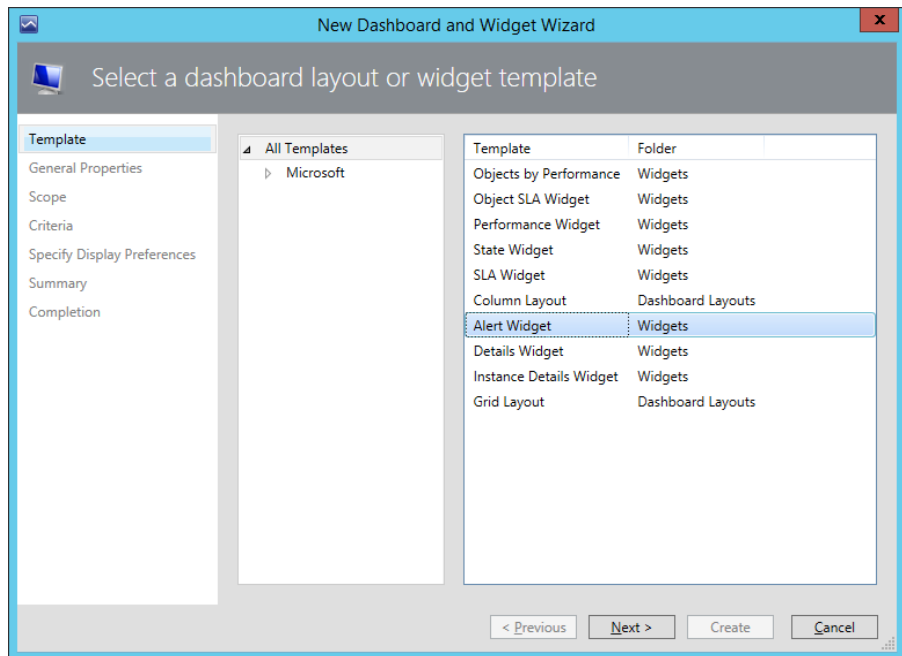 New Dashboard and Widget Wizard
x
Select a dashboard layout or widget template
Template
General Properties
Scope
Criteria
Specify Display Preferences
Summary
Completion
All Templates
Microsoft
Template Folder
Objects by Performance Widgets
Object SLA Widget Widgets
Performance Widget Widgets
State Widget Widgets
SLA Widget Widgets
Column Layout Dashboard Layouts
Alert Widget Widgets
Details Widget Widgets
Instance Details Widget Widgets
Grid Layout Dashboard Layouts
< Previous Next > Create Cancel